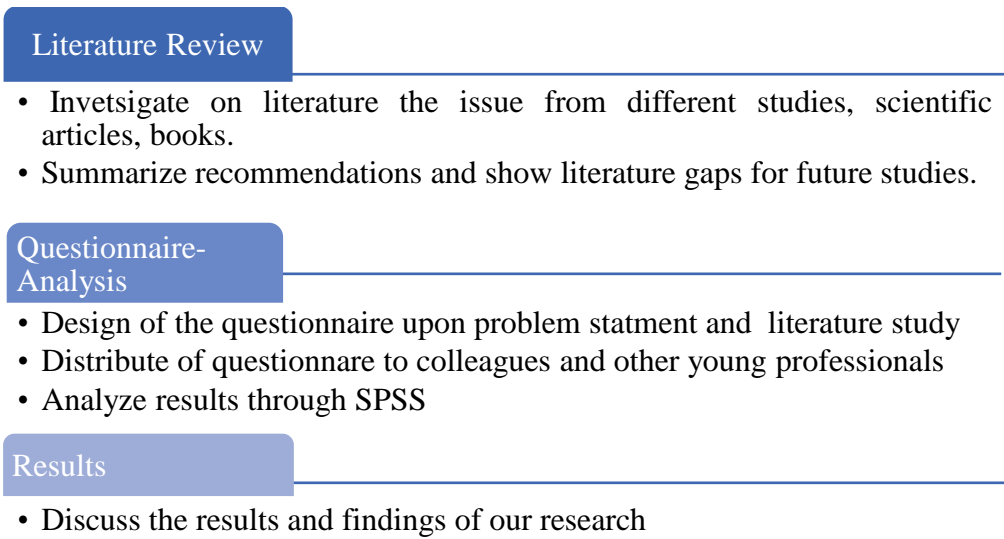 Literature Review
• Invetsigate on literature the issue from different studies, scientific
articles, books.
• Summarize recommendations and show literature gaps for future studies.
Questionnaire-
Analysis
• Design of the questionnaire upon problem statment and literature study
• Distribute of questionnare to colleagues and other young professionals
• Analyze results through SPSS
Results
• Discuss the results and findings of our research